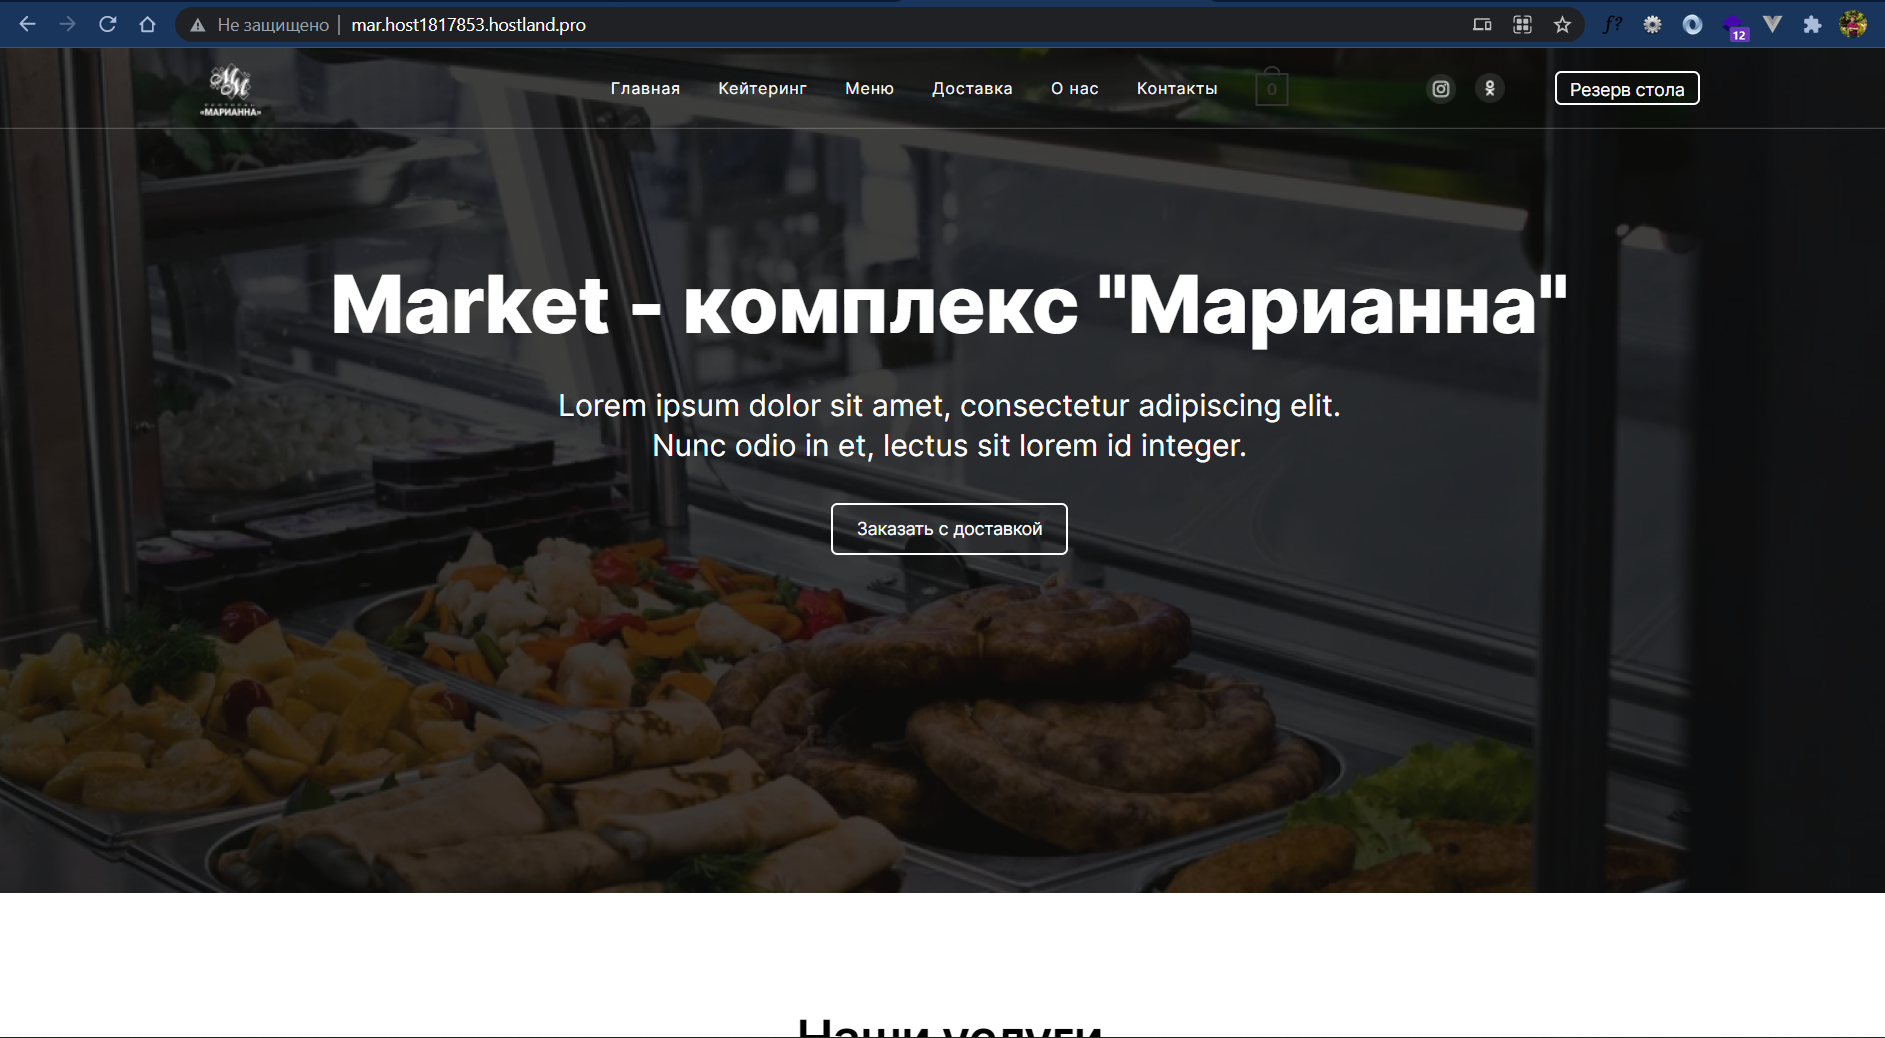 Не защищено | mar.host1817853.hostland.pro
12
РЕСТОРАН
«МАРИАННА»
Главная
Кейтеринг
Меню
Доставка
О нас
Контакты
0
Резерв стола
Market - комплекс "Марианна"
Lorem ipsum dolor sit amet, consectetur adipiscing elit.
Nunc odio in et, lectus sit lorem id integer.
Заказать с доставкой
Наши услуги